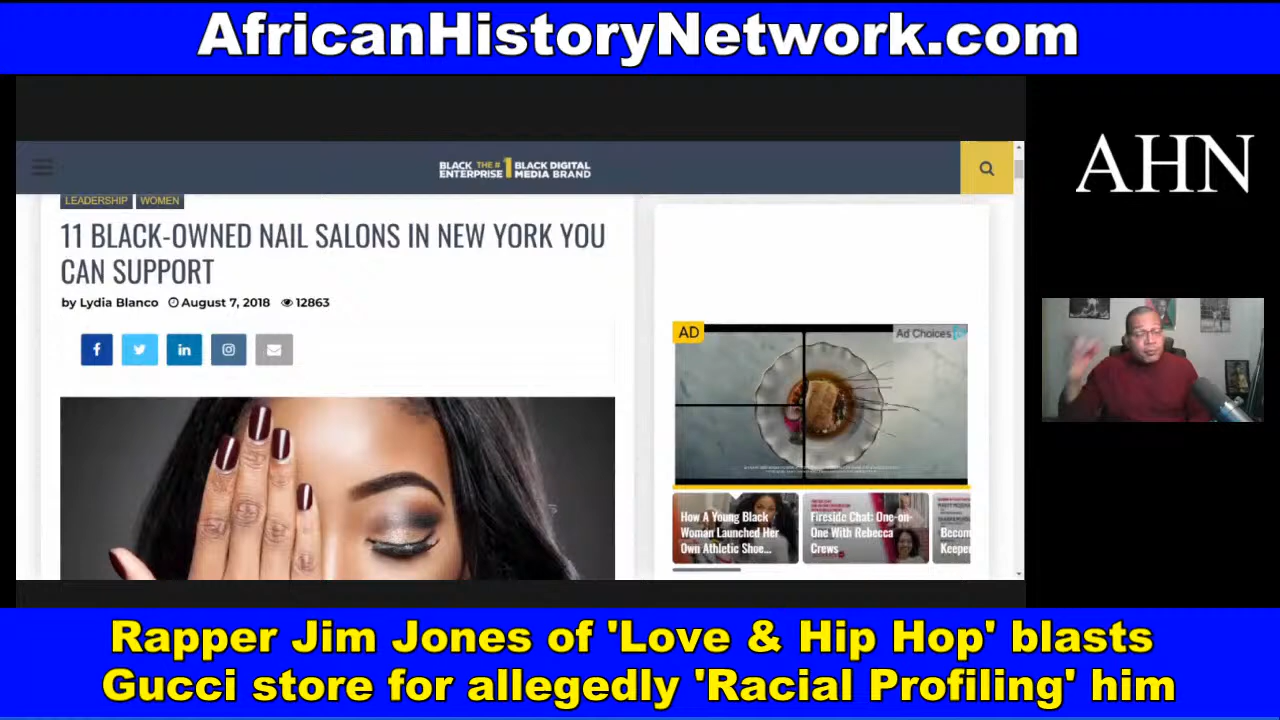 AfricanHistoryNetwork.com
BLACK ENTERPRISE THE #1 BLACK DIGITAL MEDIA BRAND
AHN
LEADERSHIP WOMEN
11 BLACK-OWNED NAIL SALONS IN NEW YORK YOU
CAN SUPPORT
by Lydia Blanco August 7, 2018 12863
AD
Ad Choices
How A Young Black
Woman Launched Her
Own Athletic Shoe...
Fireside Chat: One-on-
One With Rebecca
Crews
Becom
Keepe
Rapper Jim Jones of 'Love & Hip Hop' blasts
Gucci store for allegedly 'Racial Profiling' him